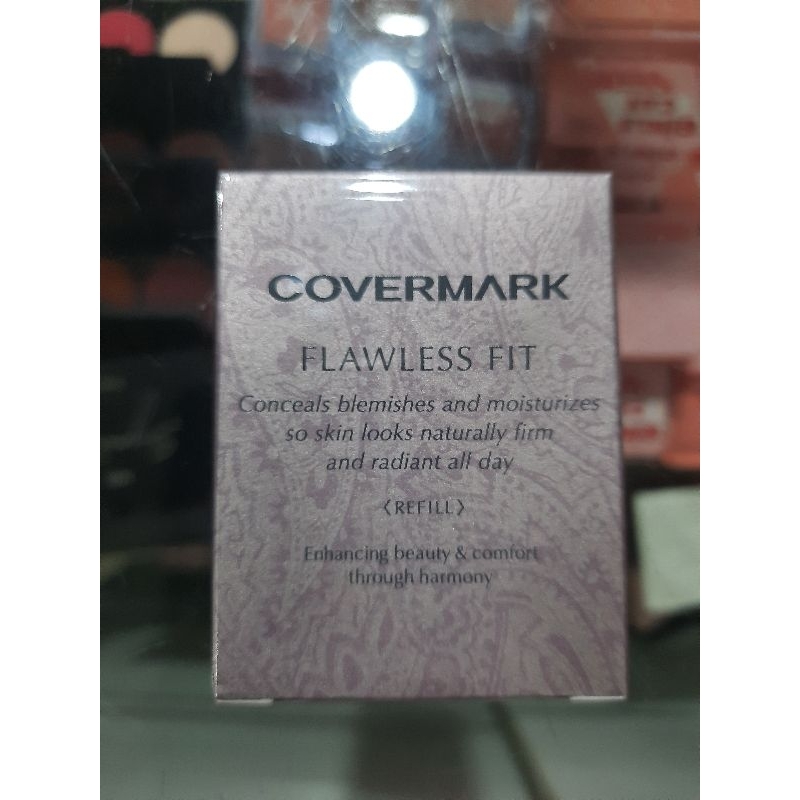 COVERMARK
FLAWLESS FIT
Conceals blemishes and moisturizes
so skin looks naturally firm
and radiant all day
〈REFILL〉
Enhancing beauty & comfort
through harmony